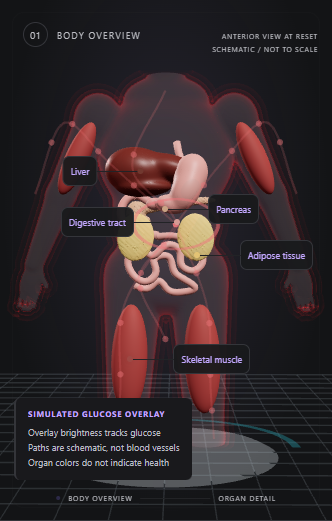 01 BODY OVERVIEW
ANTERIOR VIEW AT RESET
SCHEMATIC / NOT TO SCALE
Liver
Pancreas
Digestive tract
Adipose tissue
Skeletal muscle
SIMULATED GLUCOSE OVERLAY
Overlay brightness tracks glucose
Paths are schematic, not blood vessels
Organ colors do not indicate health
BODY OVERVIEW
ORGAN DETAIL